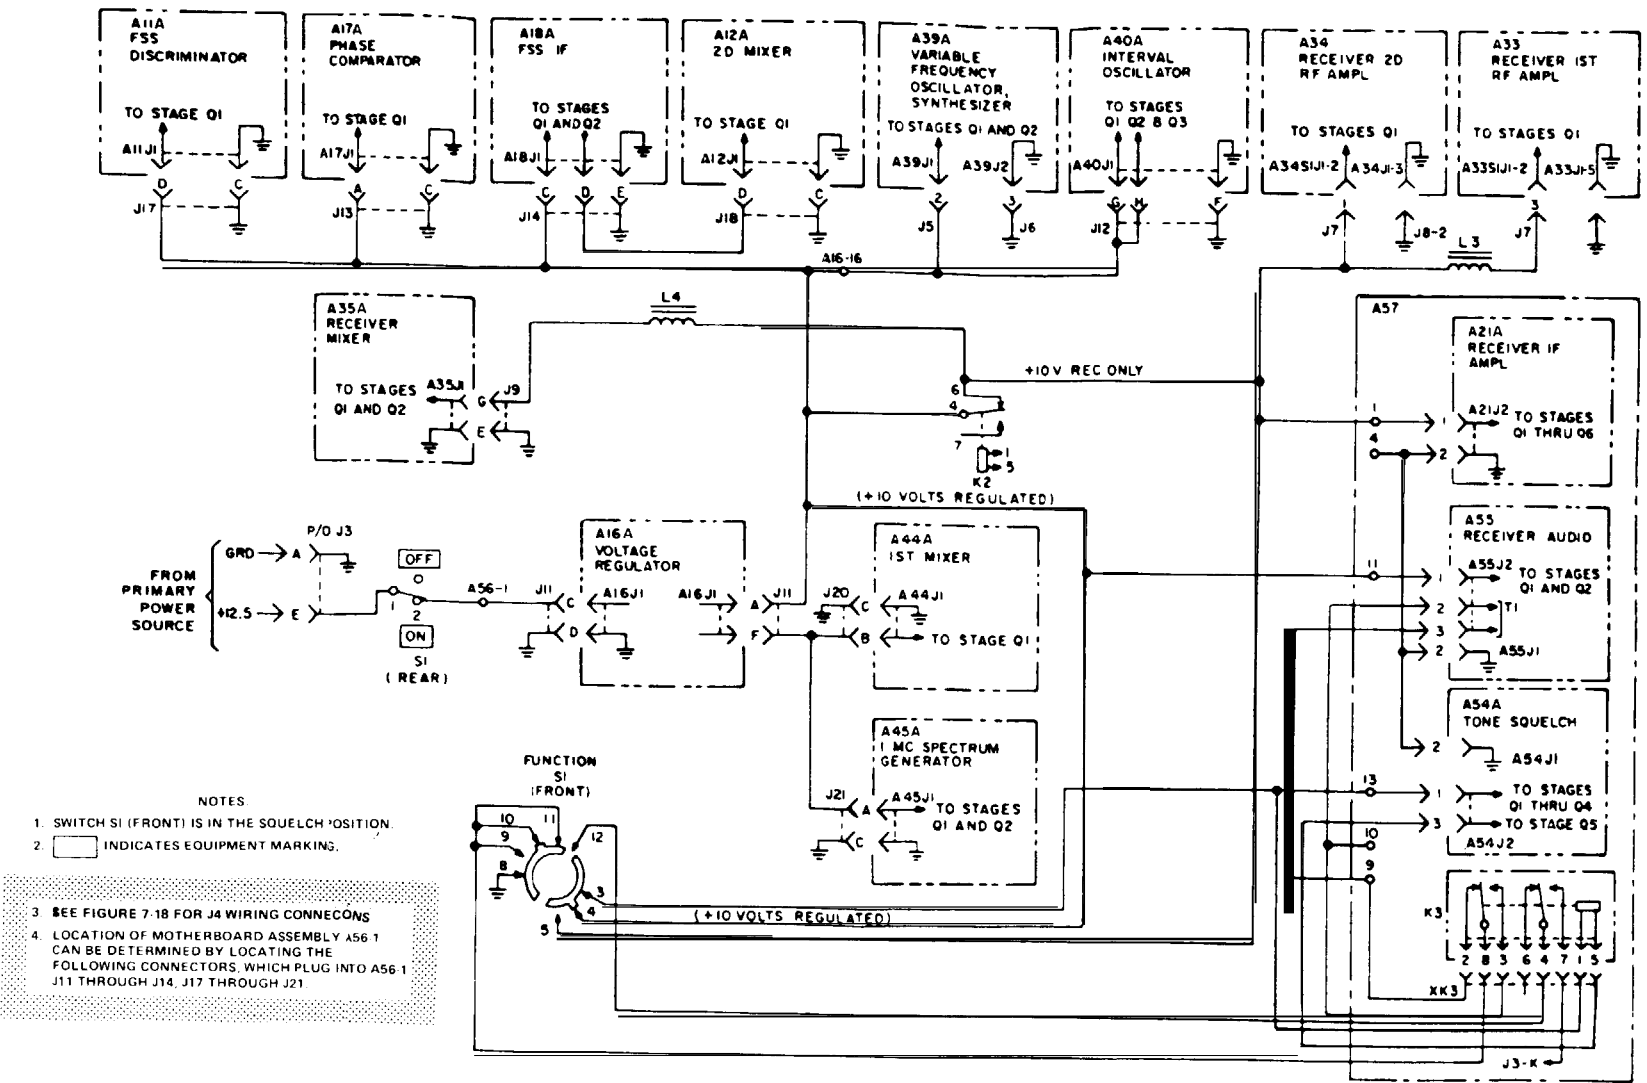 A11A
FSS
DISCRIMINATOR
TO STAGE Q1
A11J1
D
C
J17
A17A
PHASE
COMPARATOR
TO STAGE Q1
A17J1
A
C
J13
A18A
FSS IF
TO STAGES
Q1 AND Q2
A18J1
C
D
E
J14
A12A
2D MIXER
TO STAGE Q1
A12J1
D
C
J18
A39A
VARIABLE
FREQUENCY
OSCILLATOR,
SYNTHESIZER
TO STAGES Q1 AND Q2
A39J1
A39J2
2
3
J5
J6
A40A
INTERVAL
OSCILLATOR
TO STAGES
Q1 Q2 8 Q3
A40J1
G
H
F
J12
A34
RECEIVER 2D
RF AMPL
TO STAGES Q1
A34S1J1-2
A34J1-3
1
J7
J8-2
A33
RECEIVER 1ST
RF AMPL
TO STAGES Q1
A33S1J1-2
A33J1-5
3
J7
L3
A16-16
A35A
RECEIVER
MIXER
TO STAGES
Q1 AND Q2
A35J1
G
J9
E
L4
+10V REC ONLY
6
4
7
1
5
K2
(+10 VOLTS REGULATED)
A57
A21A
RECEIVER IF
AMPL
1
4
1
2
A21J2
TO STAGES
Q1 THRU Q6
FROM
PRIMARY
POWER
SOURCE
P/O J3
GRD
A
+12.5
E
OFF
1
2
ON
S1
(REAR)
A56-1
J11
C
D
A16A
VOLTAGE
REGULATOR
A16J1
A16J1
A
F
J11
A44A
1ST MIXER
J20
C
A44J1
B
TO STAGE Q1
A55
RECEIVER AUDIO
11
1
A55J2
TO STAGES
Q1 AND Q2
2
T1
3
2
A55J1
A45A
1 MC SPECTRUM
GENERATOR
J21
A
A45J1
TO STAGES
Q1 AND Q2
C
A54A
TONE SQUELCH
2
A54J1
13
1
TO STAGES
Q1 THRU Q4
3
TO STAGE Q5
A54J2
10
9
FUNCTION
S1
(FRONT)
10
11
12
9
8
3
4
5
(+10 VOLTS REGULATED)
K3
2 8 3 6 4 7 1 5
XK3
J3-K
NOTES.
1. SWITCH S1 (FRONT) IS IN THE SQUELCH POSITION.
2. INDICATES EQUIPMENT MARKING.
3. SEE FIGURE 7-18 FOR J4 WIRING CONNECONS
4. LOCATION OF MOTHERBOARD ASSEMBLY A56-1
CAN BE DETERMINED BY LOCATING THE
FOLLOWING CONNECTORS, WHICH PLUG INTO A56-1
J11 THROUGH J14, J17 THROUGH J21.